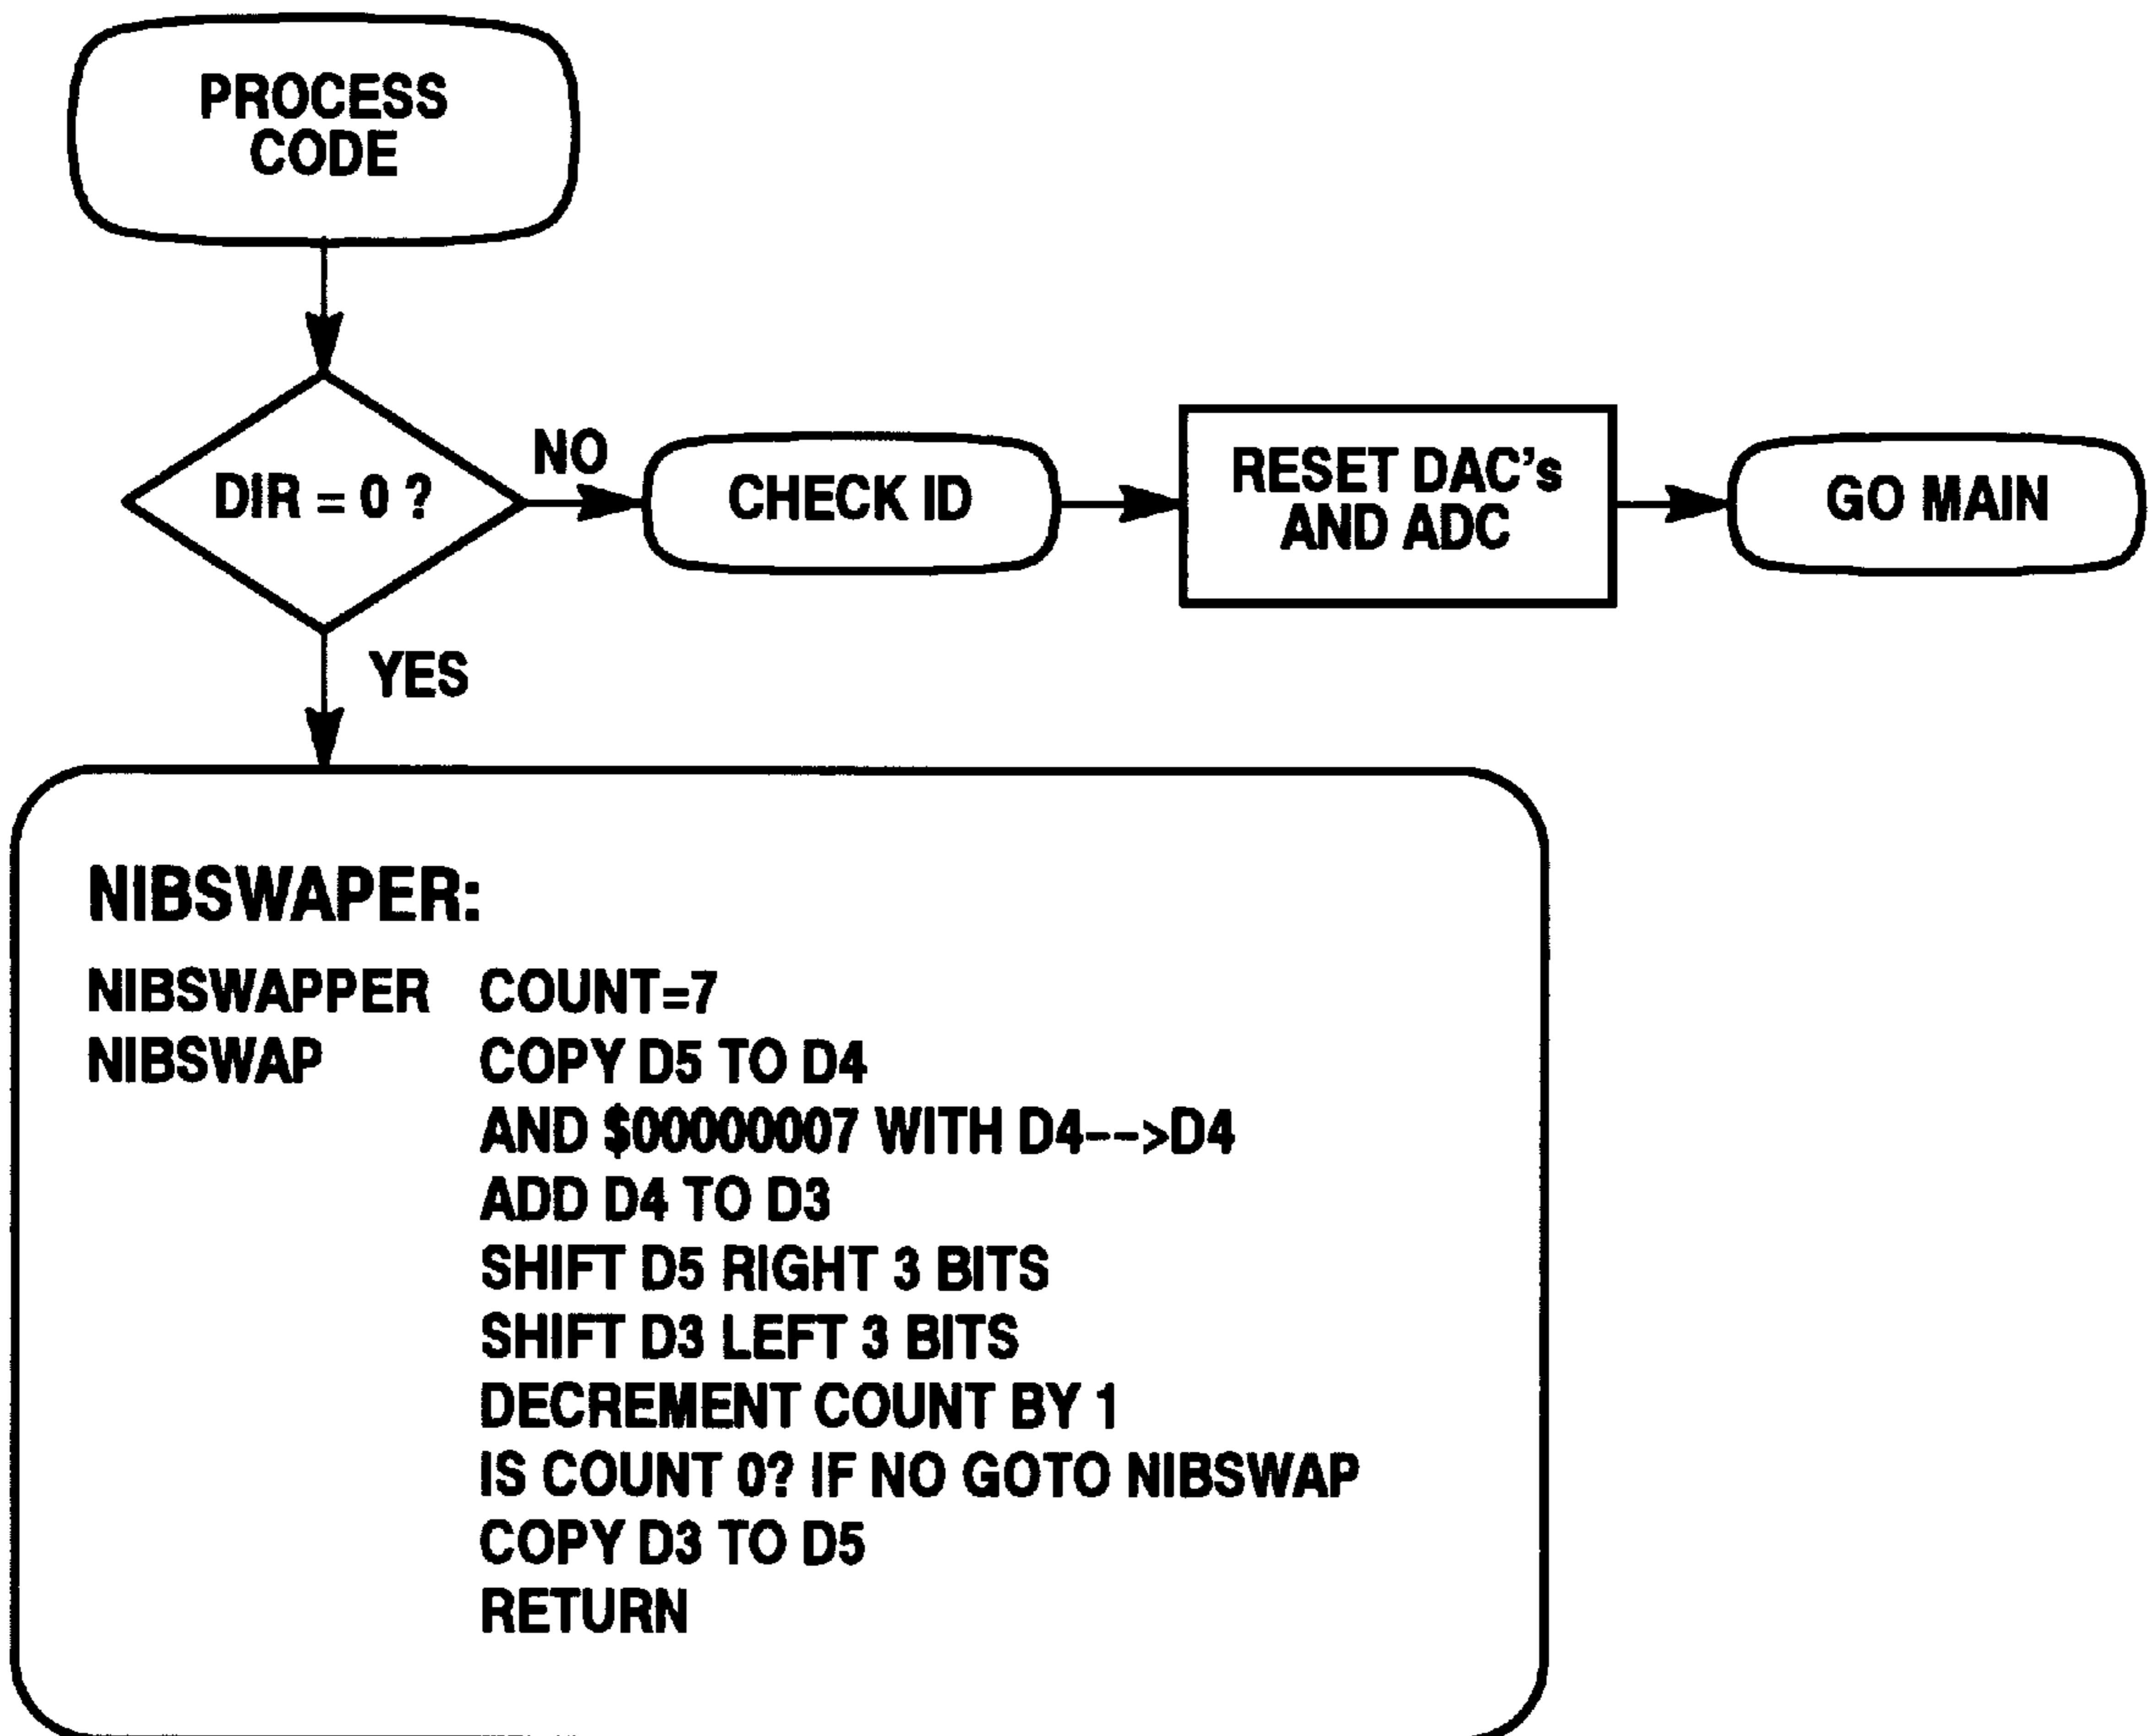 PROCESS
CODE
DIR = 0 ?
NO
CHECK ID
RESET DAC's
AND ADC
GO MAIN
YES
NIBSWAPER:
NIBSWAPPER COUNT=7
NIBSWAP COPY D5 TO D4
AND $00000007 WITH D4-->D4
ADD D4 TO D3
SHIFT D5 RIGHT 3 BITS
SHIFT D3 LEFT 3 BITS
DECREMENT COUNT BY 1
IS COUNT 0? IF NO GOTO NIBSWAP
COPY D3 TO D5
RETURN